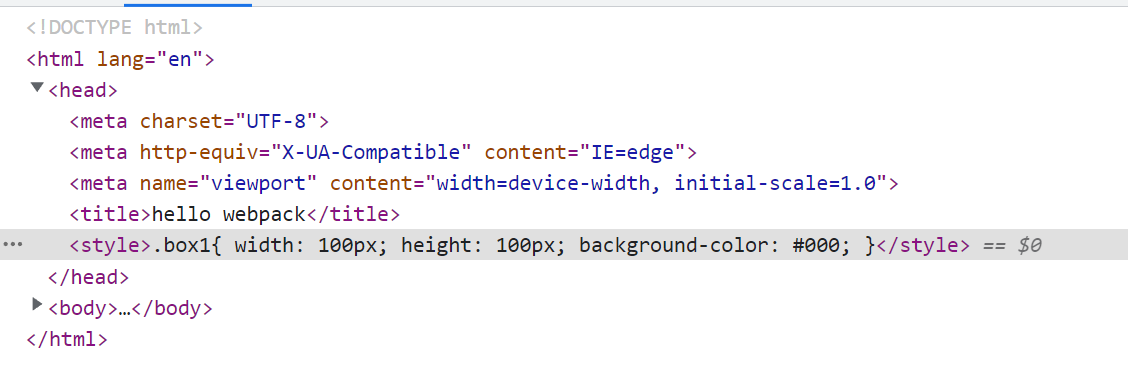 <!DOCTYPE html>
<html lang="en">
<head>
<meta charset="UTF-8">
<meta http-equiv="X-UA-Compatible" content="IE=edge">
<meta name="viewport" content="width=device-width, initial-scale=1.0">
<title>hello webpack</title>
<style>.box1{ width: 100px; height: 100px; background-color: #000; }</style> == $0
</head>
<body>…</body>
</html>